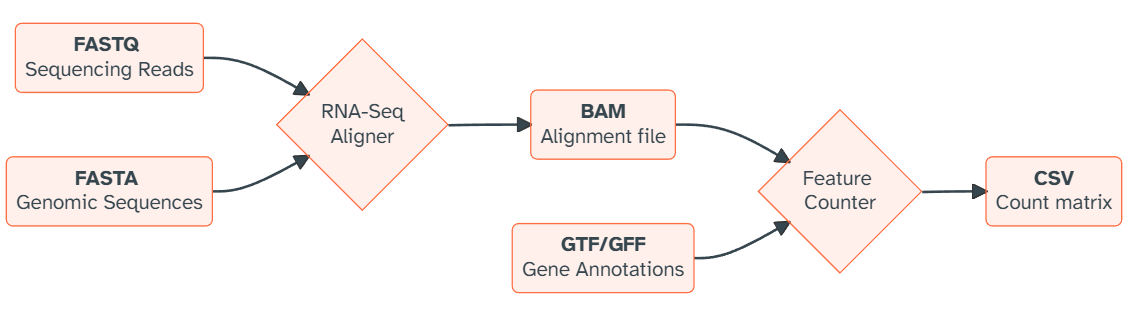 FASTQ
Sequencing Reads
FASTA
Genomic Sequences
RNA-Seq
Aligner
BAM
Alignment file
GTF/GFF
Gene Annotations
Feature
Counter
CSV
Count matrix